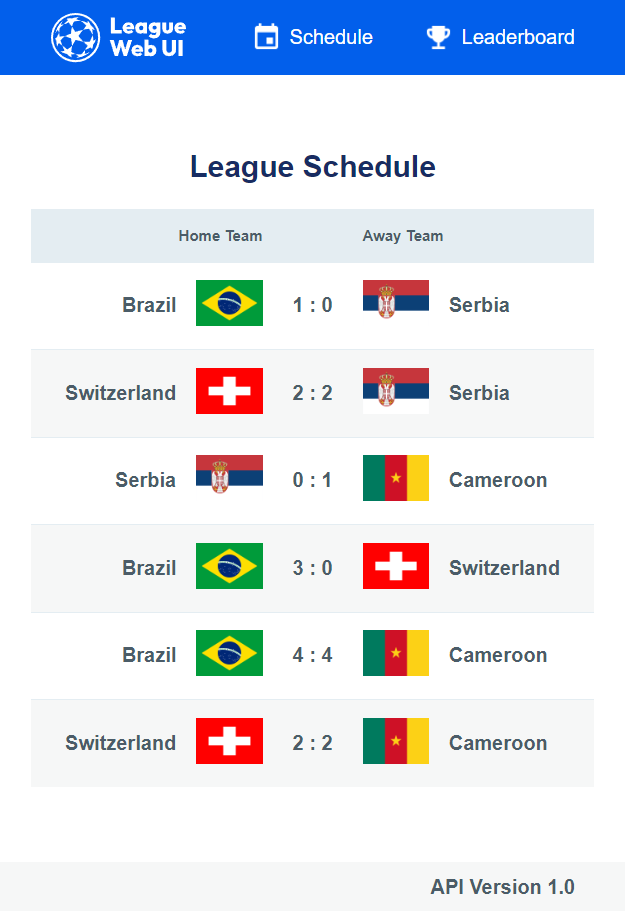 League
Web UI
Schedule
Leaderboard
League Schedule
Home Team Away Team
Brazil 1 : 0 Serbia
Switzerland 2 : 2 Serbia
Serbia 0 : 1 Cameroon
Brazil 3 : 0 Switzerland
Brazil 4 : 4 Cameroon
Switzerland 2 : 2 Cameroon
API Version 1.0